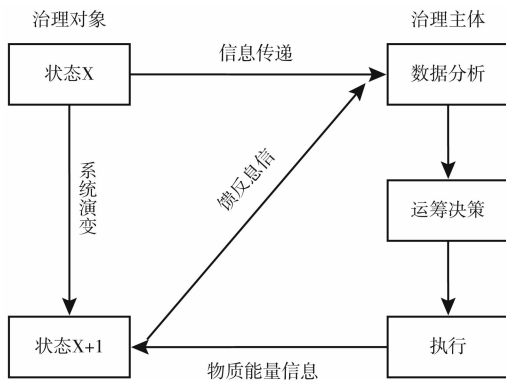 治理对象
治理主体
状态X
信息传递
数据分析
系统演变
馈反息信
运筹决策
状态X+1
执行
物质能量信息